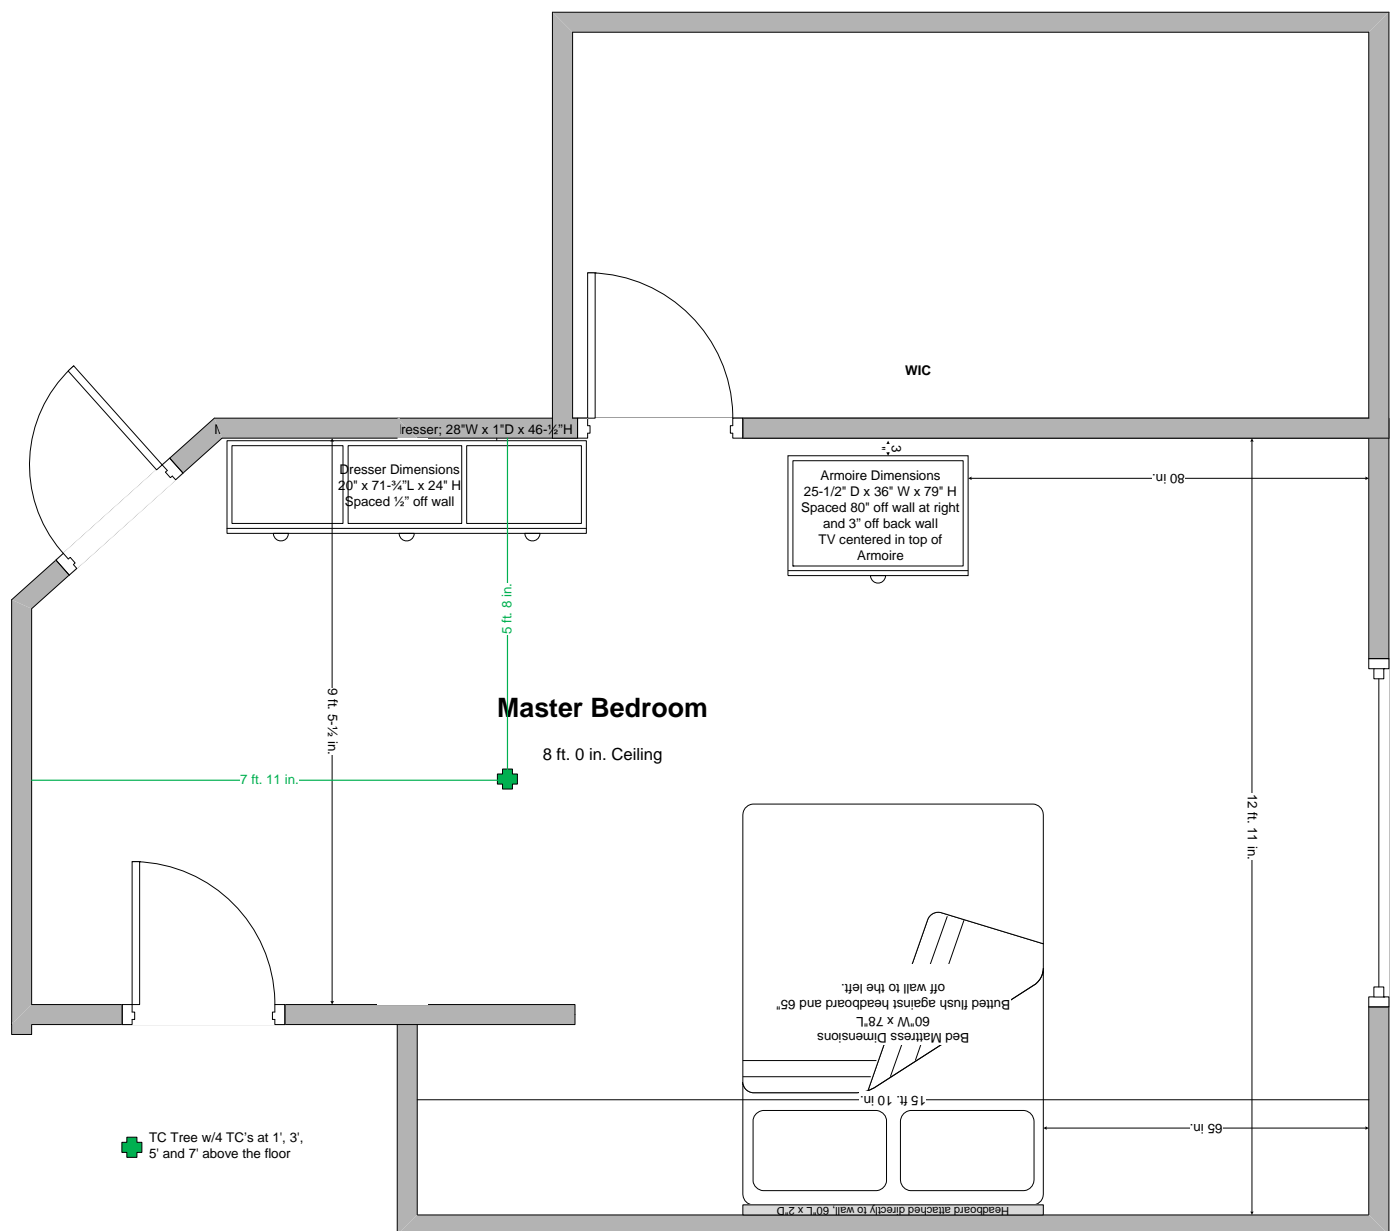 WIC
resser; 28"W x 1"D x 46-½"H
3"
Dresser Dimensions
20" x 71-¾"L x 24" H
Spaced ½" off wall
Armoire Dimensions
25-1/2" D x 36" W x 79" H
Spaced 80" off wall at right
and 3" off back wall
TV centered in top of
Armoire
80 in.
5 ft. 8 in.
9 ft. 5-½ in.
Master Bedroom
8 ft. 0 in. Ceiling
7 ft. 11 in.
12 ft. 11 in.
Bed Mattress Dimensions
60"W x 78"L
Butted flush against headboard and 65"
off wall to the left.
15 ft. 10 in.
65 in.
TC Tree w/4 TC's at 1', 3',
5' and 7' above the floor
Headboard attached directly to wall, 60"L x 2"D